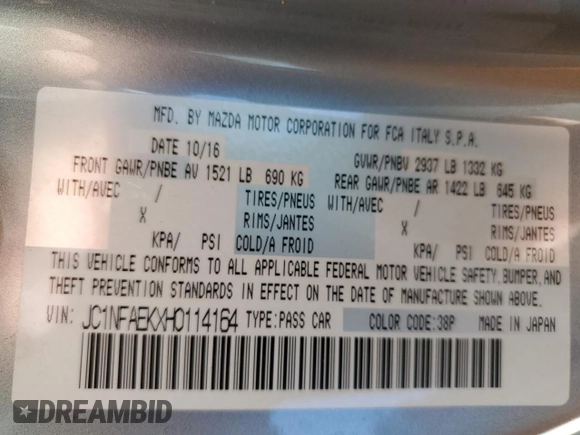 MFD. BY MAZDA MOTOR CORPORATION FOR FCA ITALY S.P.A.
DATE 10/16 GVWR/PNBV 2937 LB 1332 KG
FRONT GAWR/PNBE AV 1521 LB 690 KG REAR GAWR/PNBE AR 1422 LB 645 KG
WITH/AVEC / TIRES/PNEUS WITH/AVEC / TIRES/PNEUS
X RIMS/JANTES X RIMS/JANTES
KPA/ PSI COLD/A FROID KPA/ PSI COLD/A FROID
THIS VEHICLE CONFORMS TO ALL APPLICABLE FEDERAL MOTOR VEHICLE SAFETY, BUMPER, AND
THEFT PREVENTION STANDARDS IN EFFECT ON THE DATE OF MANUFACTURE SHOWN ABOVE.
VIN: JC1NFAEKXH0114164 TYPE:PASS CAR COLOR CODE:38P MADE IN JAPAN
DREAMBID